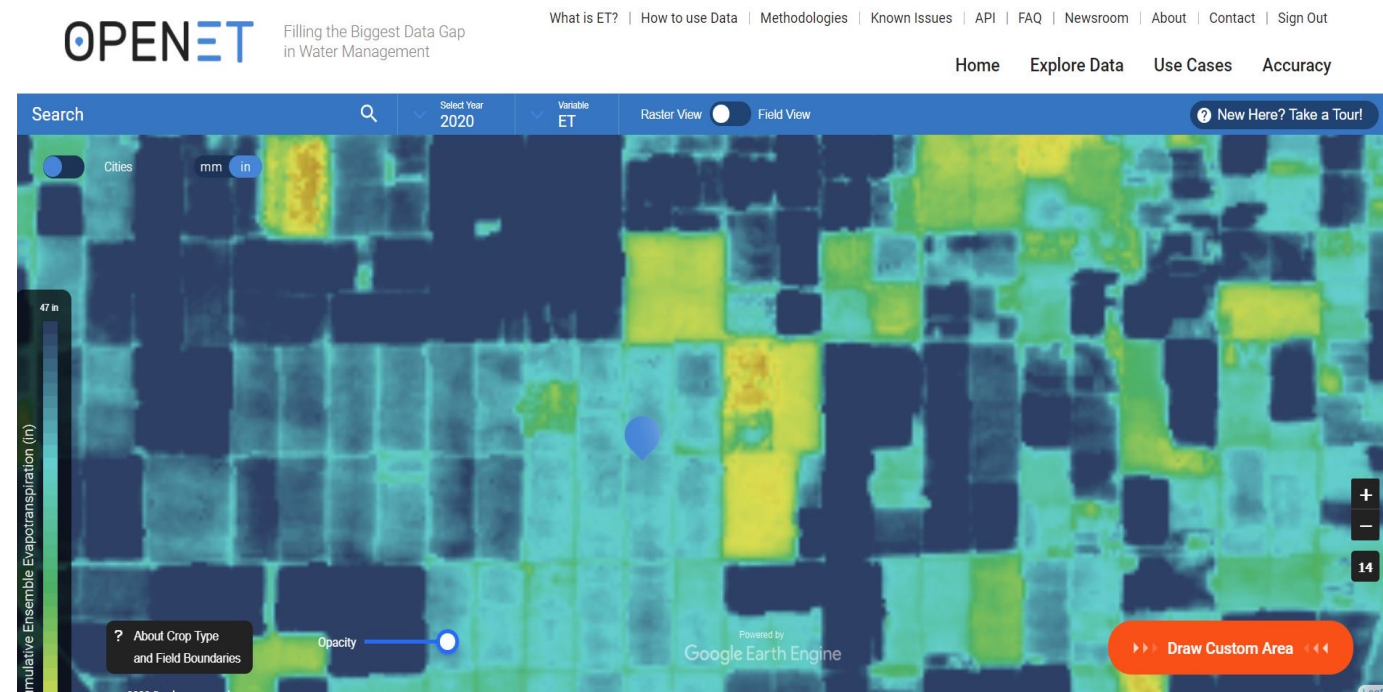 OPENET
Filling the Biggest Data Gap
in Water Management
What is ET? | How to use Data | Methodologies | Known Issues | API | FAQ | Newsroom | About | Contact | Sign Out
Home Explore Data Use Cases Accuracy
Search
Select Year
2020
Variable
ET
Raster View Field View
? New Here? Take a Tour!
Cities
mm in
47 in
Cumulative Ensemble Evapotranspiration (in)
+
−
14
? About Crop Type
and Field Boundaries
Opacity
Powered by
Google Earth Engine
Draw Custom Area